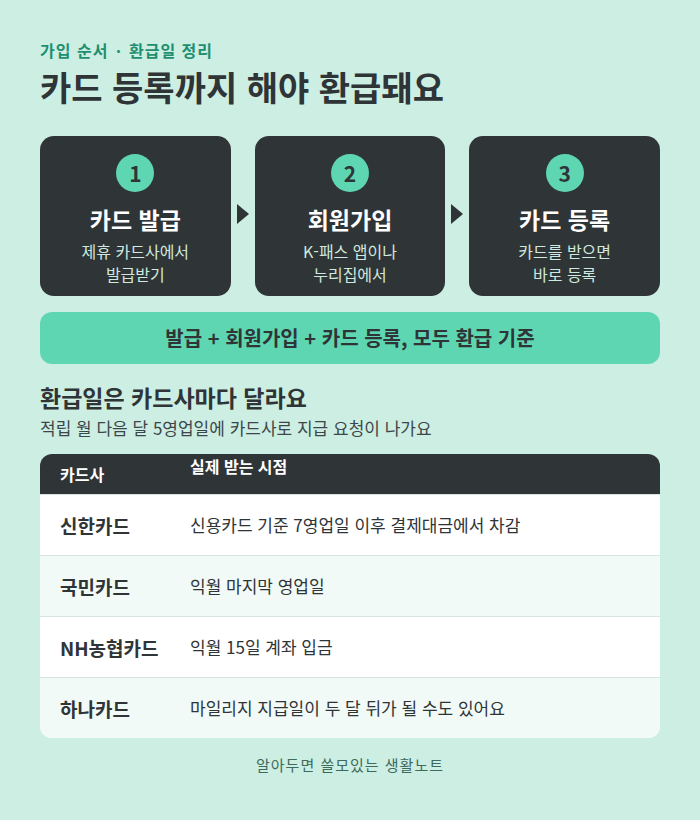 가입 순서 · 환급일 정리
카드 등록까지 해야 환급돼요
1
카드 발급
제휴 카드사에서
발급받기
2
회원가입
K-패스 앱이나
누리집에서
3
카드 등록
카드를 받으면
바로 등록
발급 + 회원가입 + 카드 등록, 모두 환급 기준
환급일은 카드사마다 달라요
적립 월 다음 달 5영업일에 카드사로 지급 요청이 나가요
카드사 실제 받는 시점
신한카드 신용카드 기준 7영업일 이후 결제대금에서 차감
국민카드 익월 마지막 영업일
NH농협카드 익월 15일 계좌 입금
하나카드 마일리지 지급일이 두 달 뒤가 될 수도 있어요
알아두면 쓸모있는 생활노트